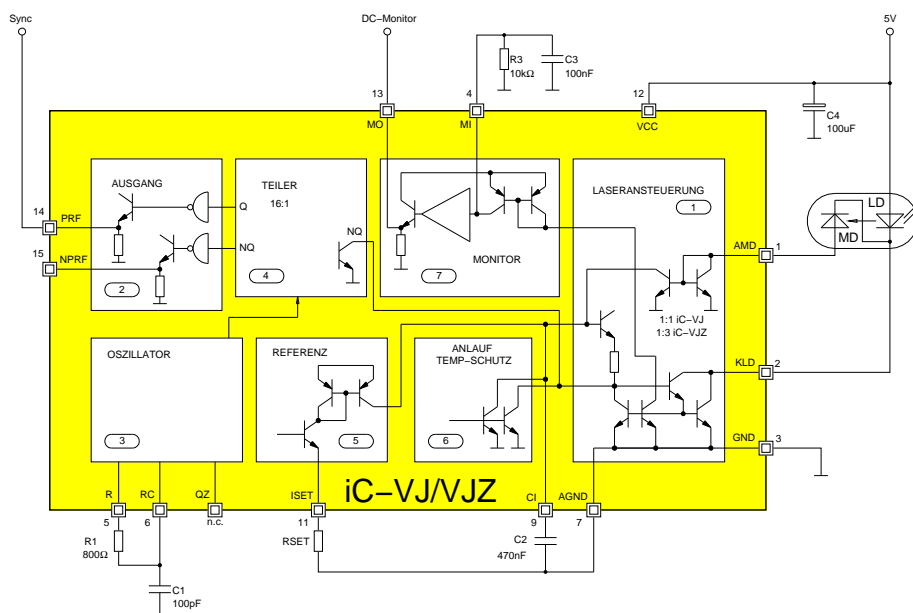 Sync
DC−Monitor
5V
R3
10kΩ
C3
100nF
13
4
12
MO
MI
VCC
C4
100uF
AUSGANG
TEILER
16:1
LASERANSTEUERUNG
1
LD
MD
14
PRF
Q
NQ
NQ
15
NPRF
2
4
7
MONITOR
AMD
1
1:1 iC−VJ
1:3 iC−VJZ
OSZILLATOR
REFERENZ
ANLAUF
TEMP−SCHUTZ
KLD
2
3
5
6
GND
3
iC−VJ/VJZ
R
RC
QZ
ISET
CI
AGND
5
6
n.c.
11
9
7
R1
800Ω
RSET
C2
470nF
C1
100pF